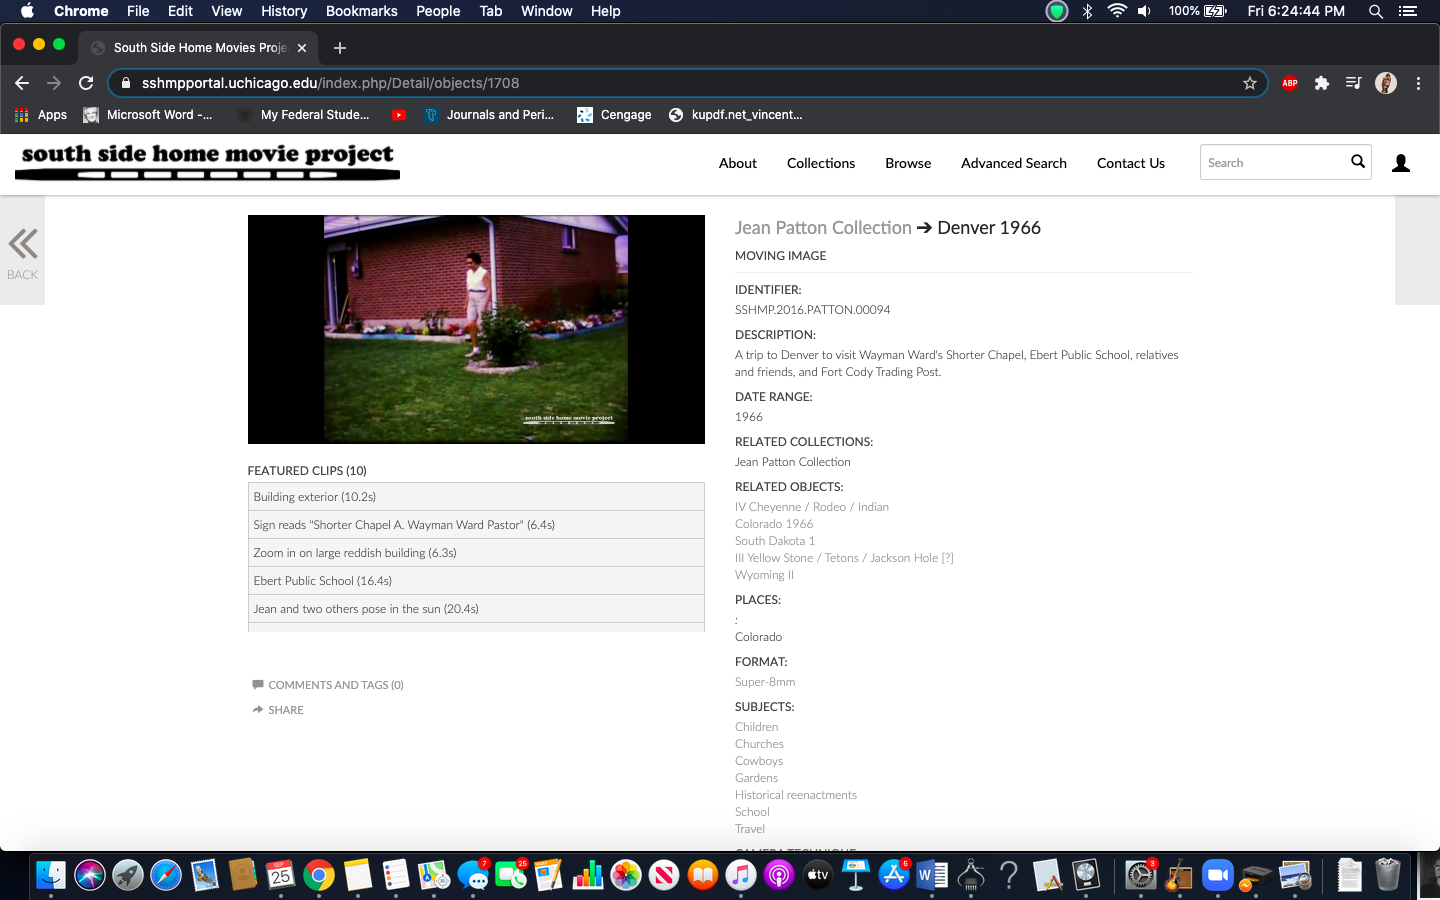 Chrome File Edit View History Bookmarks People Tab Window Help 100% Fri 6:24:44 PM
South Side Home Movies Proje
sshmpportal.uchicago.edu/index.php/Detail/objects/1708
ABP
Apps Microsoft Word -... My Federal Stude... Journals and Peri... Cengage kupdf.net_vincent...
south side home movie project
About Collections Browse Advanced Search Contact Us Search
BACK
south side home movie project
FEATURED CLIPS (10)
Building exterior (10.2s)
Sign reads "Shorter Chapel A. Wayman Ward Pastor" (6.4s)
Zoom in on large reddish building (6.3s)
Ebert Public School (16.4s)
Jean and two others pose in the sun (20.4s)
COMMENTS AND TAGS (0)
SHARE
Jean Patton Collection ➔ Denver 1966
MOVING IMAGE
IDENTIFIER:
SSHMP.2016.PATTON.00094
DESCRIPTION:
A trip to Denver to visit Wayman Ward's Shorter Chapel, Ebert Public School, relatives
and friends, and Fort Cody Trading Post.
DATE RANGE:
1966
RELATED COLLECTIONS:
Jean Patton Collection
RELATED OBJECTS:
IV Cheyenne / Rodeo / Indian
Colorado 1966
South Dakota 1
III Yellow Stone / Tetons / Jackson Hole [?]
Wyoming II
PLACES:
:
Colorado
FORMAT:
Super-8mm
SUBJECTS:
Children
Churches
Cowboys
Gardens
Historical reenactments
School
Travel
CAMERA TECHNIQUE
SEP 25 7 25 tv 6 W 3